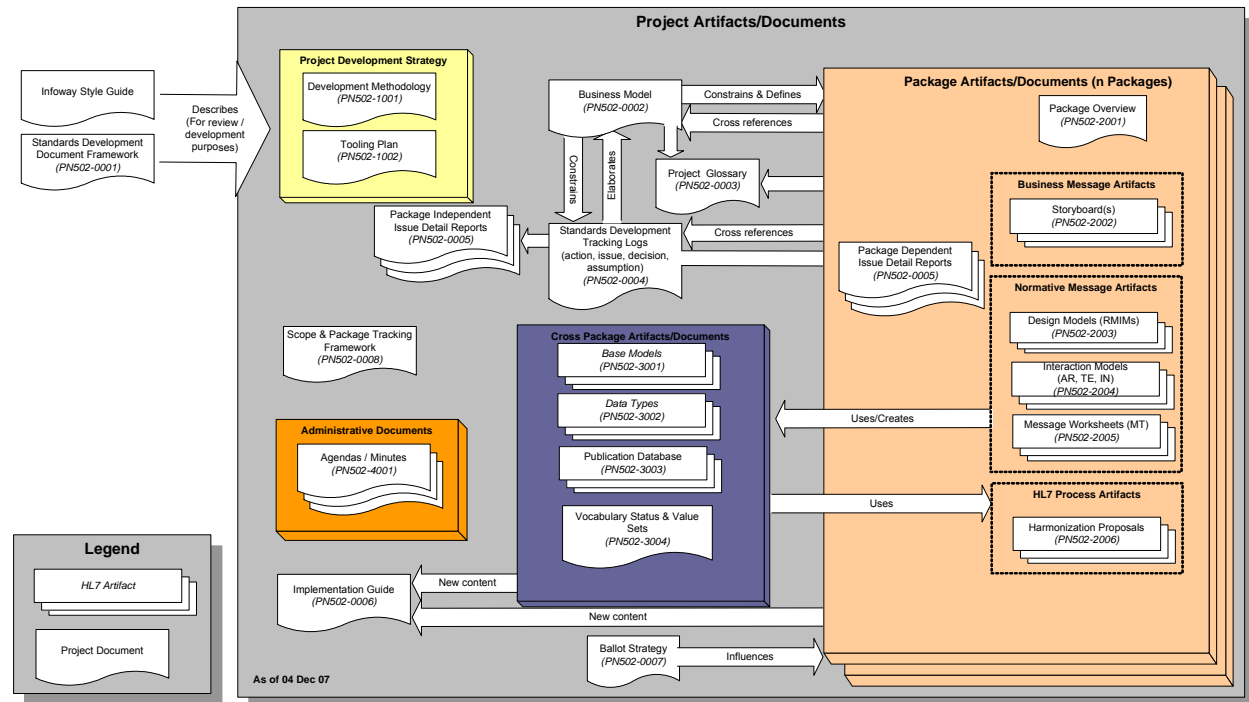 Project Artifacts/Documents
Infoway Style Guide
Standards Development
Document Framework
(PN502-0001)
Describes
(For review /
development
purposes)
Project Development Strategy
Development Methodology
(PN502-1001)
Tooling Plan
(PN502-1002)
Business Model
(PN502-0002)
Constrains & Defines
Cross references
Constrains
Elaborates
Project Glossary
(PN502-0003)
Package Independent
Issue Detail Reports
(PN502-0005)
Standards Development
Tracking Logs
(action, issue, decision,
assumption)
(PN502-0004)
Cross references
Package Artifacts/Documents (n Packages)
Package Overview
(PN502-2001)
Business Message Artifacts
Storyboard(s)
(PN502-2002)
Package Dependent
Issue Detail Reports
(PN502-0005)
Normative Message Artifacts
Design Models (RMIMs)
(PN502-2003)
Interaction Models
(AR, TE, IN)
(PN502-2004)
Message Worksheets (MT)
(PN502-2005)
HL7 Process Artifacts
Harmonization Proposals
(PN502-2006)
Scope & Package Tracking
Framework
(PN502-0008)
Cross Package Artifacts/Documents
Base Models
(PN502-3001)
Data Types
(PN502-3002)
Publication Database
(PN502-3003)
Vocabulary Status & Value
Sets
(PN502-3004)
Uses/Creates
Uses
Administrative Documents
Agendas / Minutes
(PN502-4001)
Implementation Guide
(PN502-0006)
New content
New content
Ballot Strategy
(PN502-0007)
Influences
Legend
HL7 Artifact
Project Document
As of 04 Dec 07